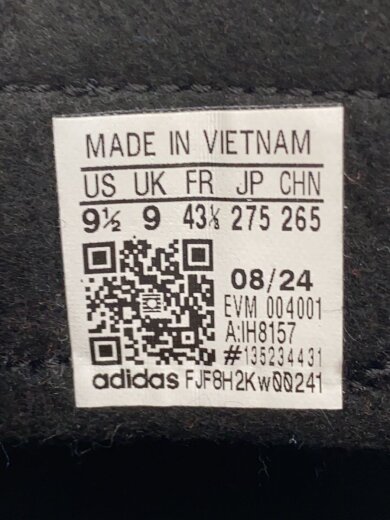 MADE IN VIETNAM
US UK FR JP CHN
9½ 9 43⅓ 275 265
08/24
EVM 004001
A:IH8157
#135234431
adidas FJF8H2Kw00241